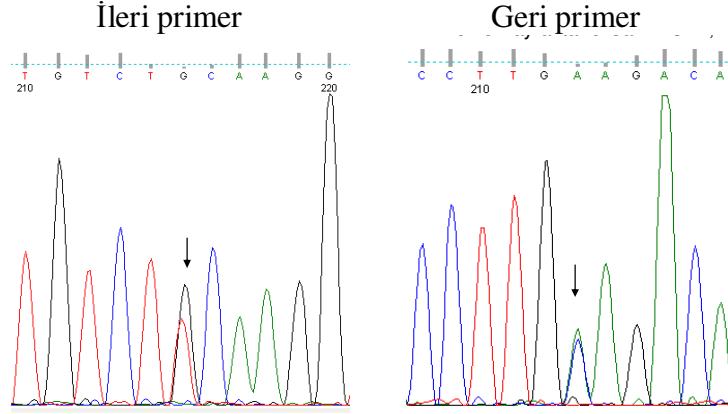 İleri primer
Geri primer
T G T C T G C A A G G
210 220
C C T T G A A G A C A
210